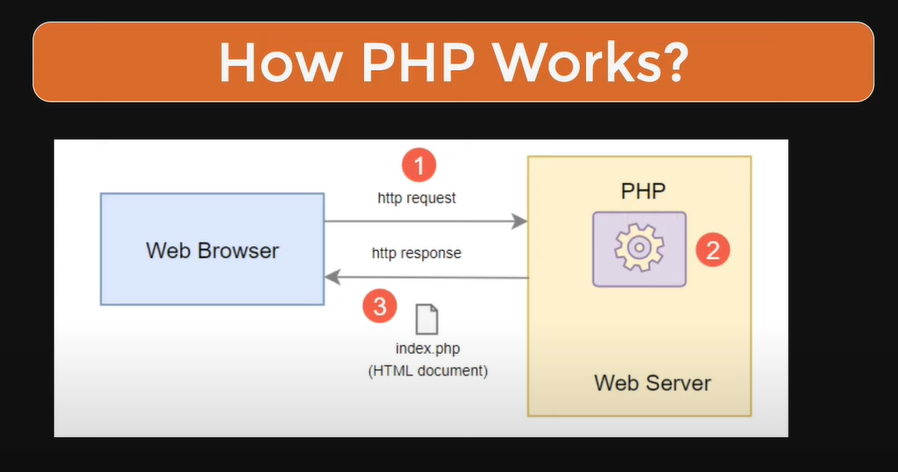 How PHP Works?
1
http request
PHP
Web Browser
http response
2
3
index.php
(HTML document)
Web Server